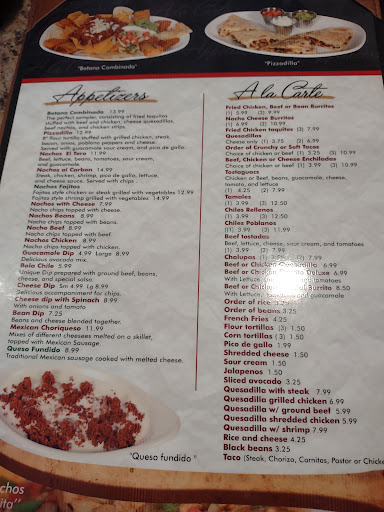 "Botana Combinada"
"Pizzadilla"
Appetizers
Botana Combinada 13.99
The perfect sampler, consisting of fried taquitos
stuffed with beef and chicken, cheese quesadillas,
beef nachos, and chicken strips.
Pizzadilla 12.99
8" flour tortilla stuffed with grilled chicken, steak,
bacon, onions, poblano peppers and cheese.
Served with guacamole sour cream, and pico de gallo.
Nachos El Toro
Beef, lettuce, beans, tomatoes, sour cream,
and guacamole.
Nachos al Carbon 14.99
Steak, chicken, shrimp, pico de gallo, lettuce,
and cheese sauce. Served with chips
Nachos Fajitas
Fajitas style chicken or steak grilled with vegetables 12.99
Fajitas style shrimp grilled with vegetables 14.99
Nachos with Cheese 7.99
Nacho chips tapped with cheese.
Nachos Beans 8.99
Nacho chips tapped with beans.
Nacho Beef 8.99
Nacho chips topped with beef.
Nachos Chicken 8.99
Nacho chips tapped with chicken.
Guacamole Dip 4.99 Large 8.99
Delicious avocado mix.
Baja Chile 5.99
Unique Dip prepared with ground beef, beans,
cheese, and special salsa
Cheese Dip Sm 4.99 Lg 8.99
Delicious accompaniment for chips.
Cheese dip with Spinach 8.99
With onions and tomato
Bean Dip 7.25
Beans and cheese blended together.
Mexican Choriqueso 11.99
Mixes of different cheesees melted on a skillet,
topped with Mexican Sausage.
Queso Fundido 8.99
Traditional Mexican sausage cooked with melted cheese.
"Queso fundido "
A la Carte
Fried Chicken, Beef or Bean Burritos
(1) 5.99 (2) 9.99
Nacho Cheese Burritos
(1) 6.99 (2) 10.99
Fried Chicken taquitos (3) 7.99
Quesadillas
Cheese only (1) 3.75 (2) 6.99
Order of Crunchy or Soft Tacos
Choice of chicken or beef (1) 3.25 (3) 10.99
Beef, Chicken or Cheese Enchiladas
Choice of chicken or beef (1) 3.99 (3) 10.99
Tostaguacs
Chicken or Beef, beans, guacamole, cheese,
tomato, and lettuce
(1) 4.25 (2) 7.99
Tamales
(1) 3.99 (3) 12.50
Chiles Rellenos
(1) 3.99 (3) 12.50
Chiles Poblanos
(1) 5.99 (3) 11.99
Beef tostadas
Beef, lettuce, cheese, sour cream, and tomatoes
(1) 3.99 (2) 7.99
Chalupas (1) 3.99
Beef or Chicken Quesadilla 6.99
Beef or Chicken Deluxe 6.99
With Lettuce, tomatoes
Beef or Chicken Burrito 8.50
With Lettuce, and guacamole
Order of rice
Order of beans 3.25
French Fries 4.25
Flour tortillas (3) 1.50
Corn tortillas ( 3) 1.50
Pico de gallo 1.99
Shredded cheese 1.50
Sour cream 1.50
Jalapenos 1.50
Sliced avocado 3.25
Quesadilla with steak 7.99
Quesadilla grilled chicken 6.99
Quesadilla w/ ground beef 5.99
Quesadilla shredded chicken 5.99
Quesadilla w/ shrimp 7.99
Rice and cheese 4.25
Black beans 3.25
Taco (Steak, Chorizo, Carnitas, Pastor or Chicke